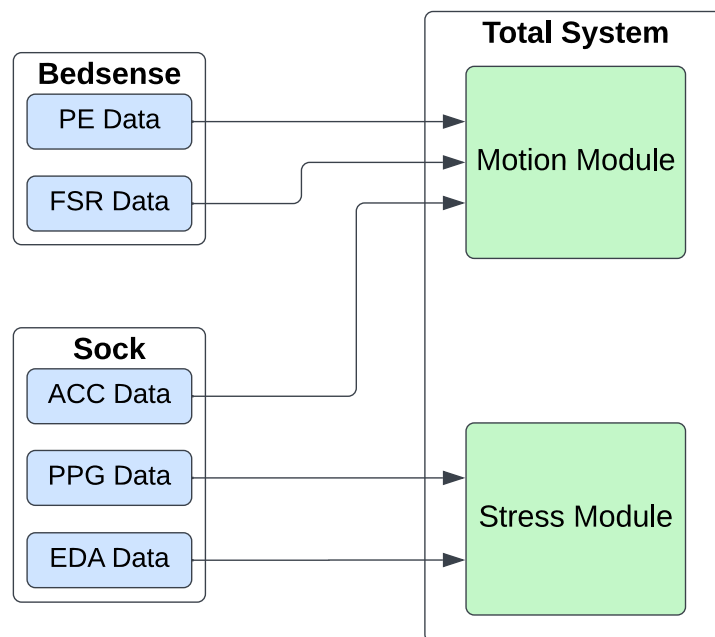 Bedsense
PE Data
FSR Data
Sock
ACC Data
PPG Data
EDA Data
Total System
Motion Module
Stress Module